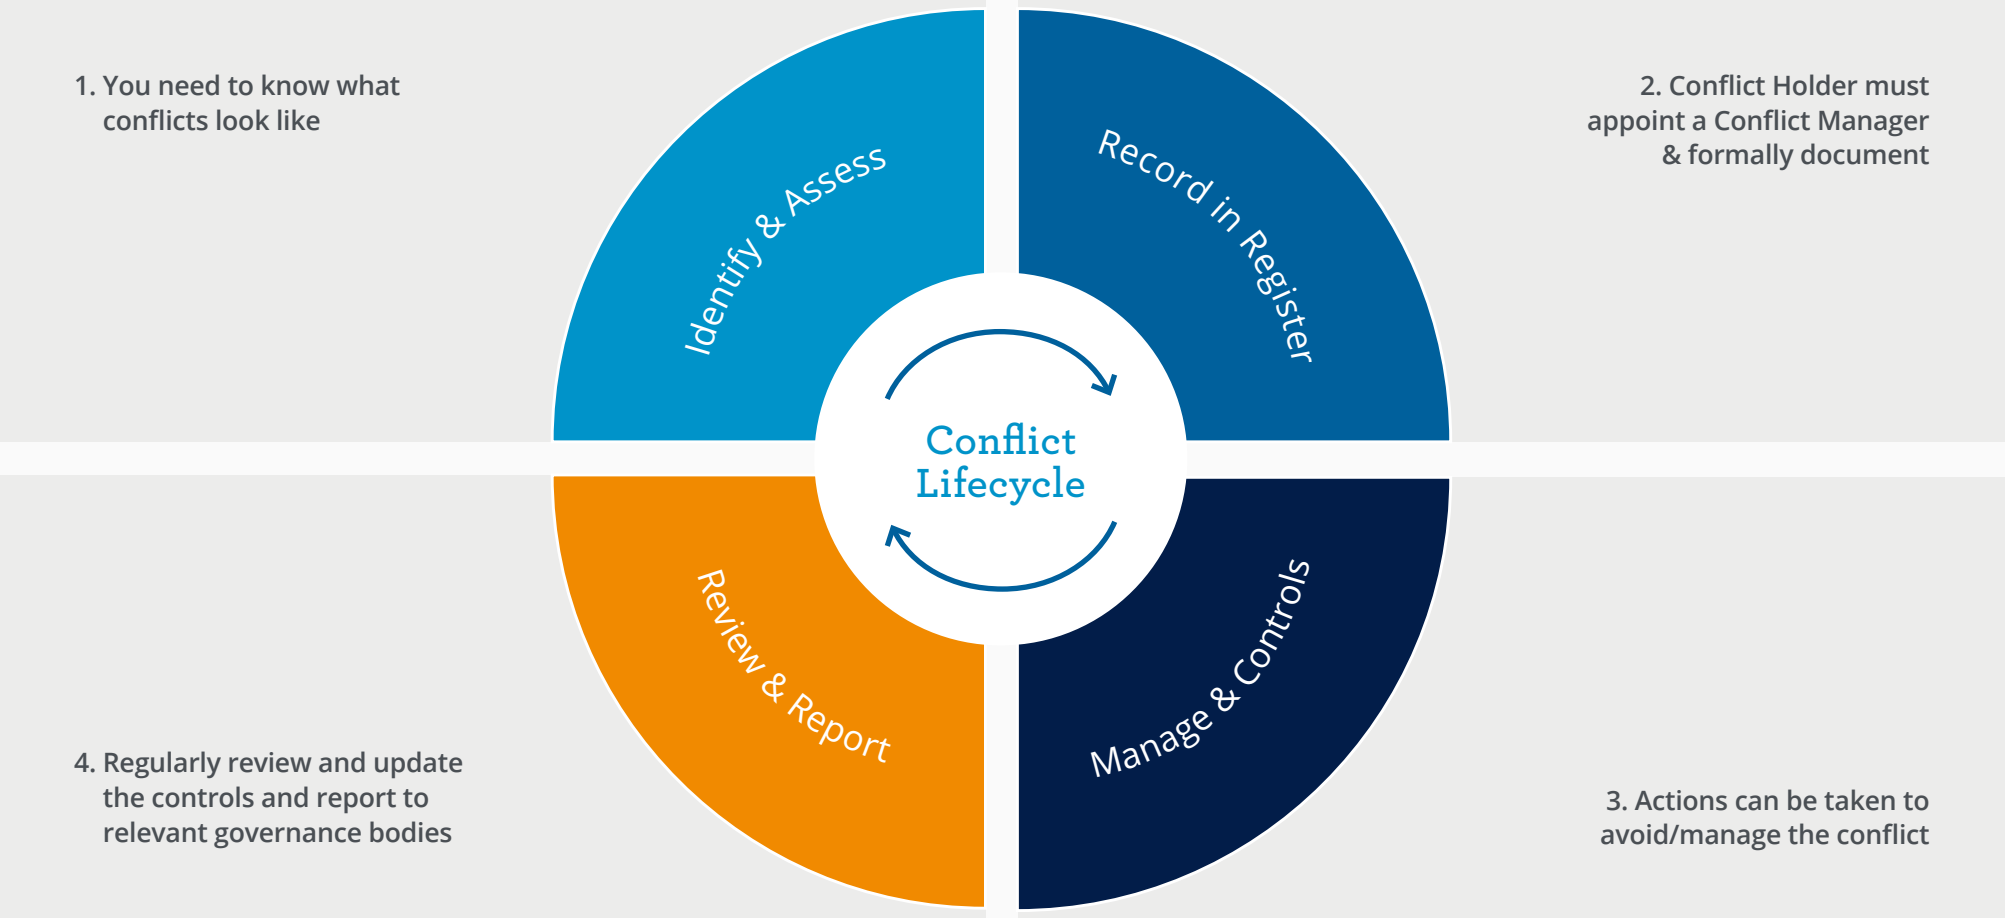 1. You need to know what
conflicts look like
Identify & Assess
2. Conflict Holder must
appoint a Conflict Manager
& formally document
Record in Register
Conflict
Lifecycle
3. Actions can be taken to
avoid/manage the conflict
Manage & Controls
4. Regularly review and update
the controls and report to
relevant governance bodies
Review & Report